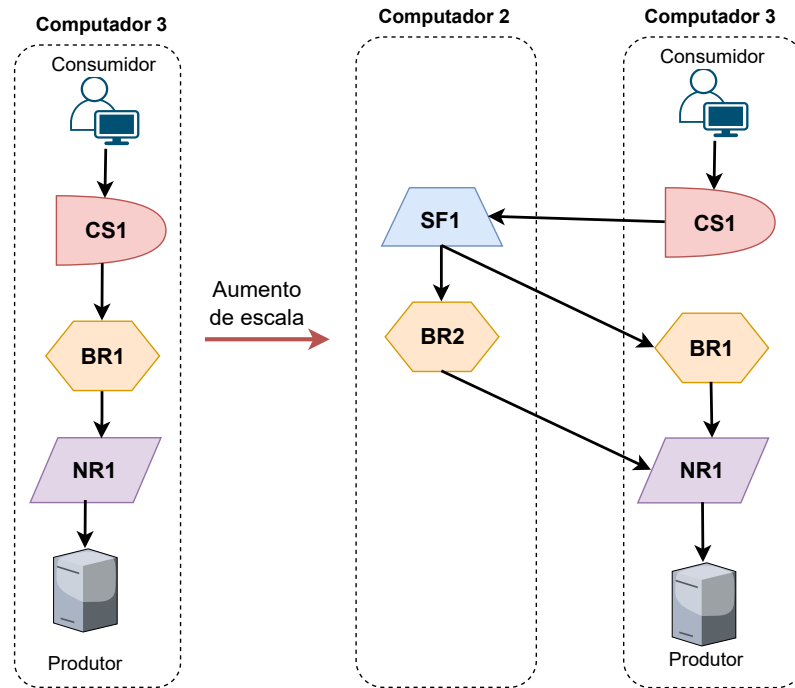 Computador 3
Consumidor
CS1
BR1
NR1
Produtor
Aumento
de escala
Computador 2
SF1
BR2
Computador 3
Consumidor
CS1
BR1
NR1
Produtor